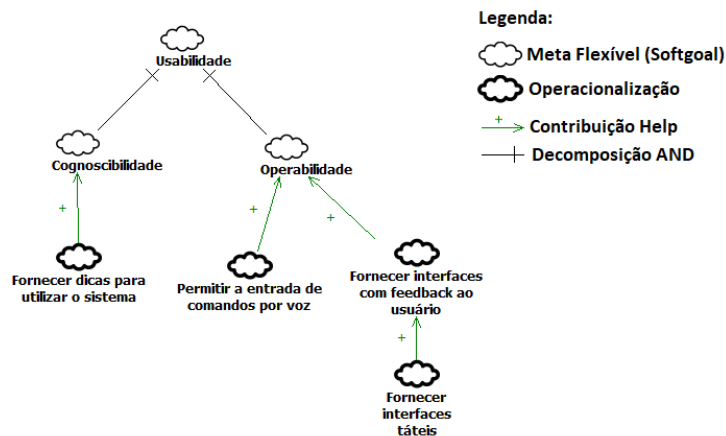 Legenda:
Usabilidade
Meta Flexível (Softgoal)
Operacionalização
+
Contribuição Help
Decomposição AND
Cognoscibilidade
Operabilidade
+
+
+
Fornecer dicas para
utilizar o sistema
Permitir a entrada de
comandos por voz
Fornecer interfaces
com feedback ao
usuário
+
Fornecer
interfaces
táteis